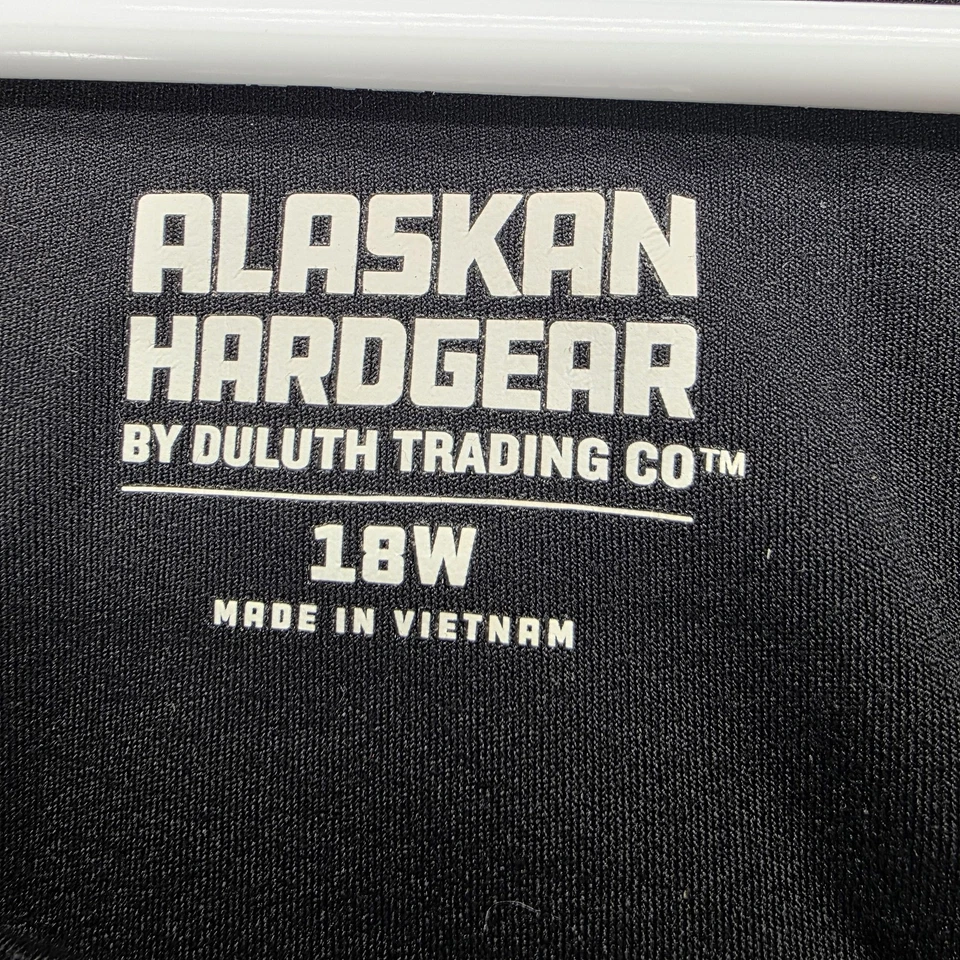 ALASKAN
HARDGEAR
BY DULUTH TRADING CO™
18W
MADE IN VIETNAM